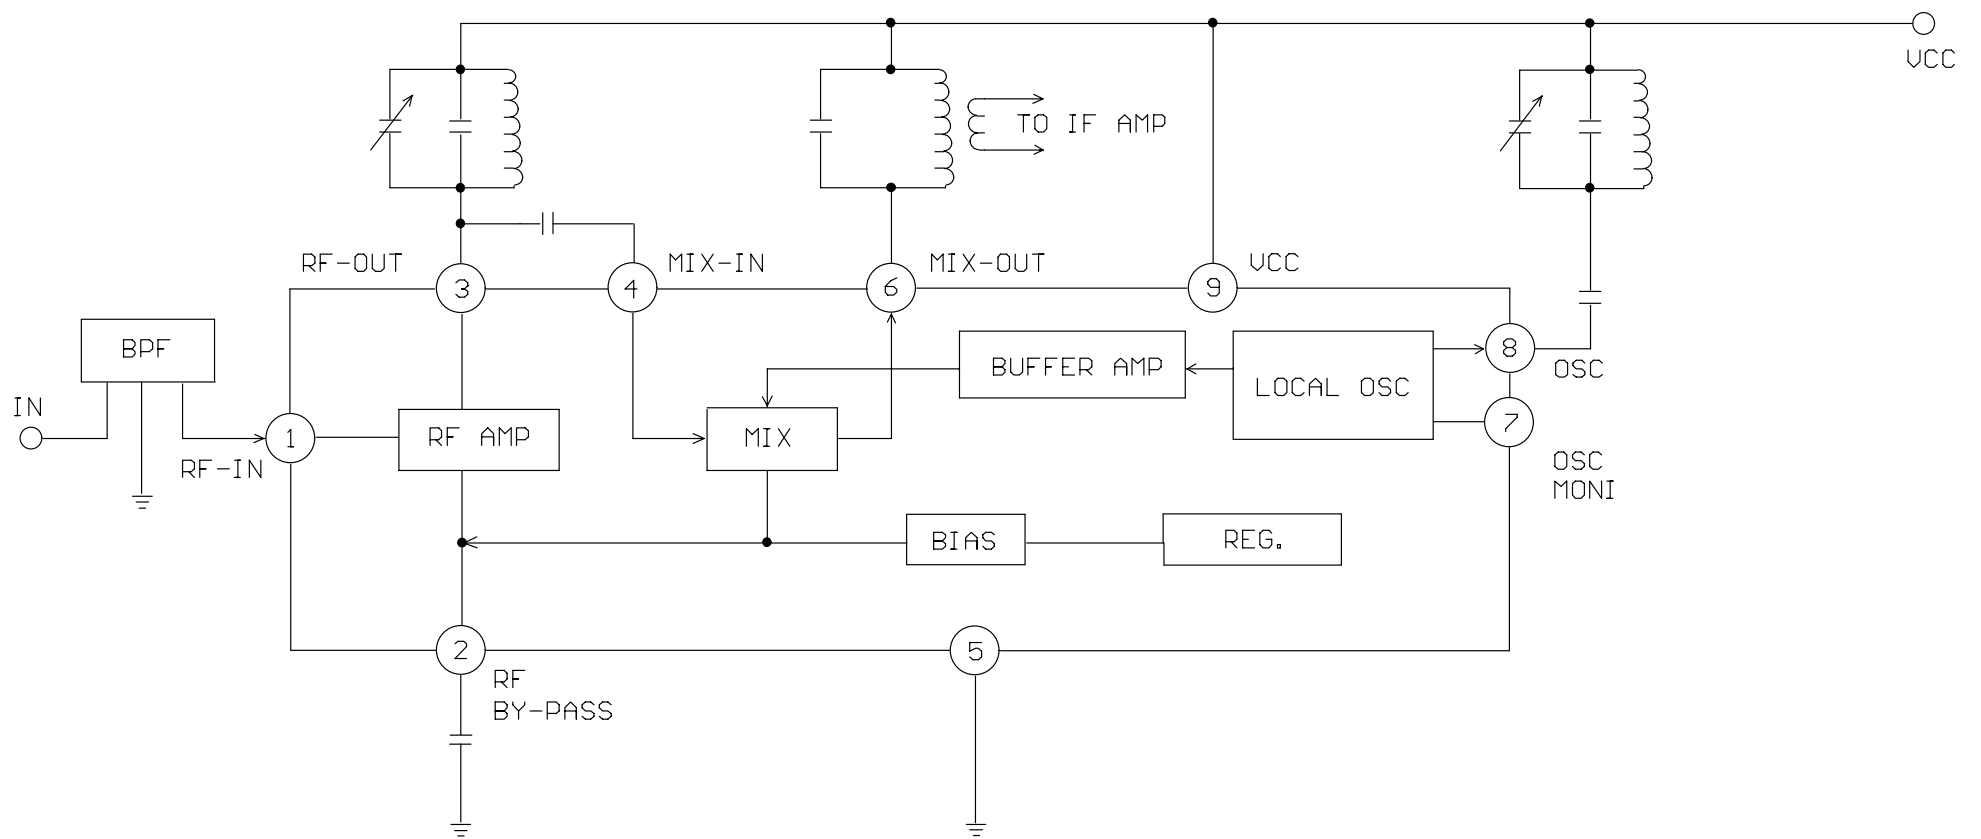 VCC
TO IF AMP
RF-OUT
MIX-IN
MIX-OUT
VCC
3
4
6
9
BPF
8
BUFFER AMP
OSC
LOCAL OSC
IN
1
RF AMP
MIX
7
RF-IN
OSC
MONI
BIAS
REG.
2
5
RF
BY-PASS